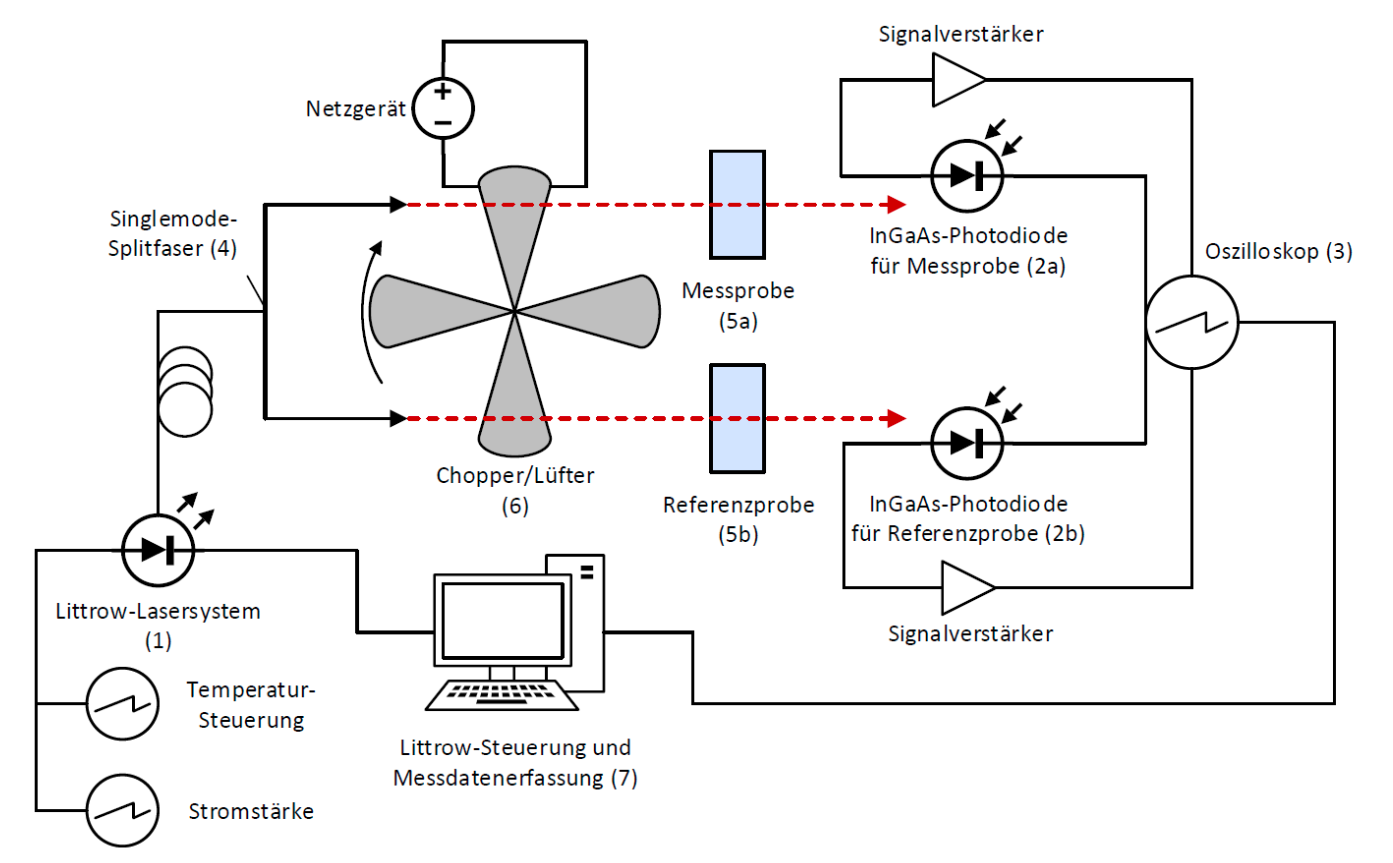 Signalverstärker
Netzgerät
+
−
Singlemode-
Splitfaser (4)
InGaAs-Photodiode
für Messprobe (2a)
Oszilloskop (3)
Messprobe
(5a)
Chopper/Lüfter
(6)
Referenzprobe
(5b)
InGaAs-Photodiode
für Referenzprobe (2b)
Signalverstärker
Littrow-Lasersystem
(1)
Temperatur-
Steuerung
Littrow-Steuerung und
Messdatenerfassung (7)
Stromstärke